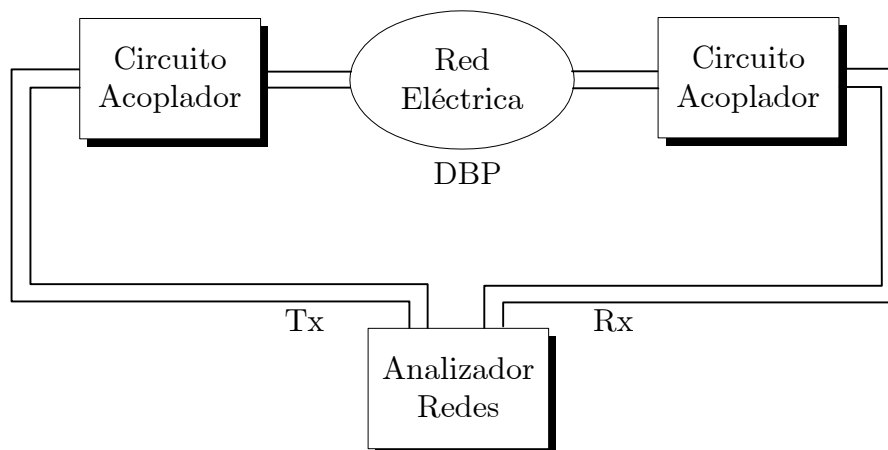 Circuito
Acoplador
Red
Eléctrica
Circuito
Acoplador
DBP
Tx
Rx
Analizador
Redes